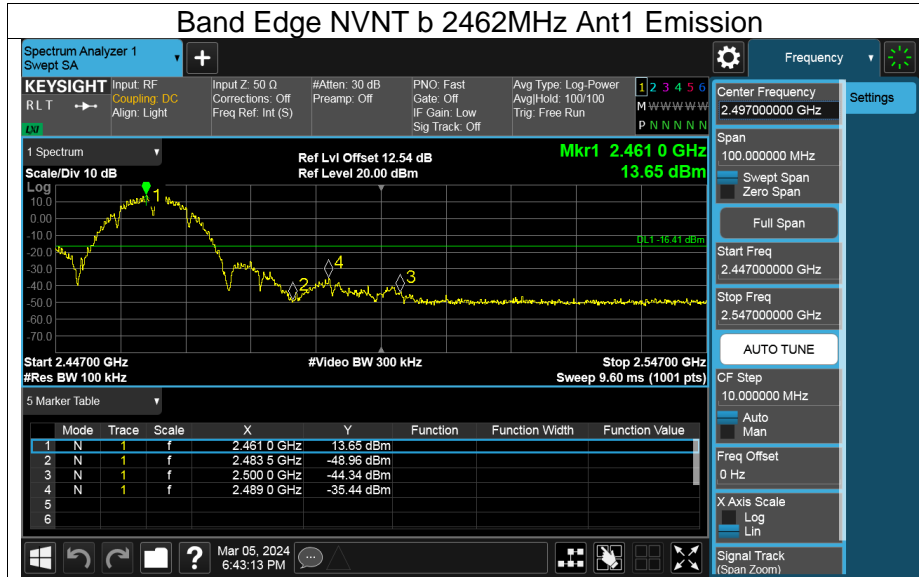 Band Edge NVNT b 2462MHz Ant1 Emission
Spectrum Analyzer 1
Swept SA
+
Frequency
KEYSIGHT
R L T
LXI
Input: RF
Coupling: DC
Align: Light
Input Z: 50 Ω
Corrections: Off
Freq Ref: Int (S)
#Atten: 30 dB
Preamp: Off
PNO: Fast
Gate: Off
IF Gain: Low
Sig Track: Off
Avg Type: Log-Power
Avg|Hold: 100/100
Trig: Free Run
1 2 3 4 5 6
M W W W W W
P N N N N N
1 Spectrum
Scale/Div 10 dB
Ref Lvl Offset 12.54 dB
Ref Level 20.00 dBm
Mkr1 2.461 0 GHz
13.65 dBm
Log
10.0
0.00
-10.0
-20.0
-30.0
-40.0
-50.0
-60.0
-70.0
1
2
4
3
DL1 -16.41 dBm
Start 2.44700 GHz
#Res BW 100 kHz
#Video BW 300 kHz
Stop 2.54700 GHz
Sweep 9.60 ms (1001 pts)
5 Marker Table
Mode Trace Scale X Y Function Function Width Function Value
1 N 1 f 2.461 0 GHz 13.65 dBm
2 N 1 f 2.483 5 GHz -48.96 dBm
3 N 1 f 2.500 0 GHz -44.34 dBm
4 N 1 f 2.489 0 GHz -35.44 dBm
5
6
?
Mar 05, 2024
6:43:13 PM
Center Frequency
2.497000000 GHz
Settings
Span
100.000000 MHz
Swept Span
Zero Span
Full Span
Start Freq
2.447000000 GHz
Stop Freq
2.547000000 GHz
AUTO TUNE
CF Step
10.000000 MHz
Auto
Man
Freq Offset
0 Hz
X Axis Scale
Log
Lin
Signal Track
(Span Zoom)